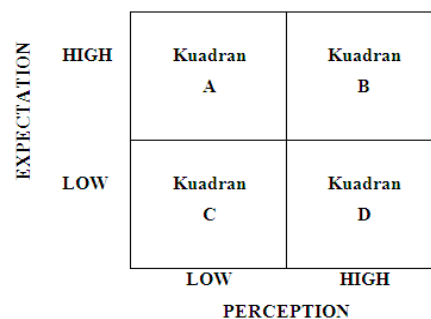 EXPECTATION
HIGH
Kuadran
A
Kuadran
B
LOW
Kuadran
C
Kuadran
D
LOW
HIGH
PERCEPTION